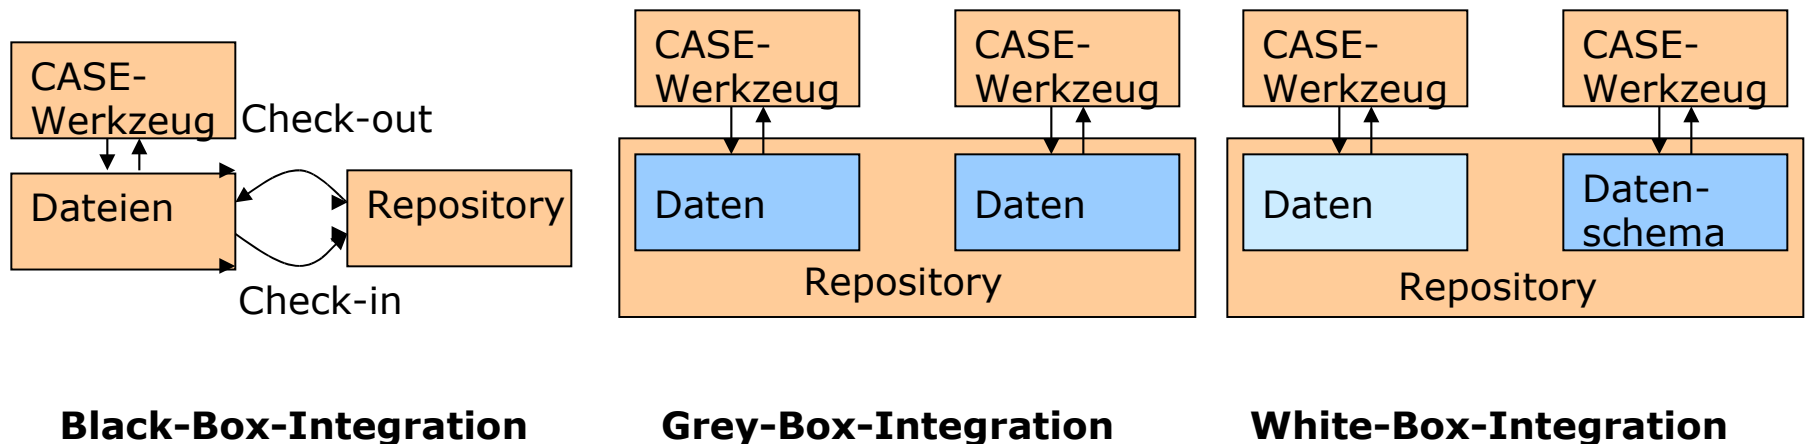 CASE-
Werkzeug
Check-out
Dateien
Repository
Check-in
Black-Box-Integration
CASE-
Werkzeug
CASE-
Werkzeug
Daten
Daten
Repository
Grey-Box-Integration
CASE-
Werkzeug
CASE-
Werkzeug
Daten
Daten-
schema
Repository
White-Box-Integration